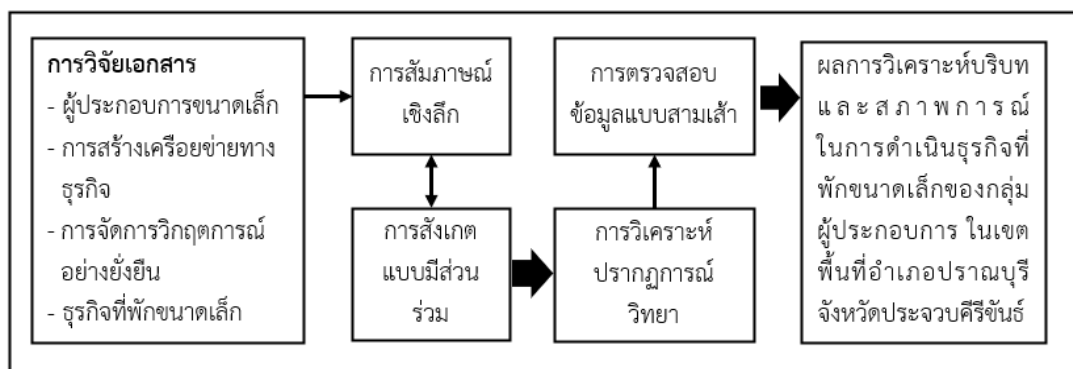 การวิจัยเอกสาร
- ผู้ประกอบการขนาดเล็ก
- การสร้างเครือยข่ายทาง
ธุรกิจ
- การจัดการวิกฤตการณ์
อย่างยั่งยืน
- ธุรกิจที่พักขนาดเล็ก
การสัมภาษณ์
เชิงลึก
การสังเกต
แบบมีส่วน
ร่วม
การตรวจสอบ
ข้อมูลแบบสามเส้า
การวิเคราะห์
ปรากฏการณ์
วิทยา
ผลการวิเคราะห์บริบท
และสภาพการณ์
ในการดำเนินธุรกิจที่
พักขนาดเล็กของกลุ่ม
ผู้ประกอบการ ในเขต
พื้นที่อำเภอปราณบุรี
จังหวัดประจวบคีรีขันธ์